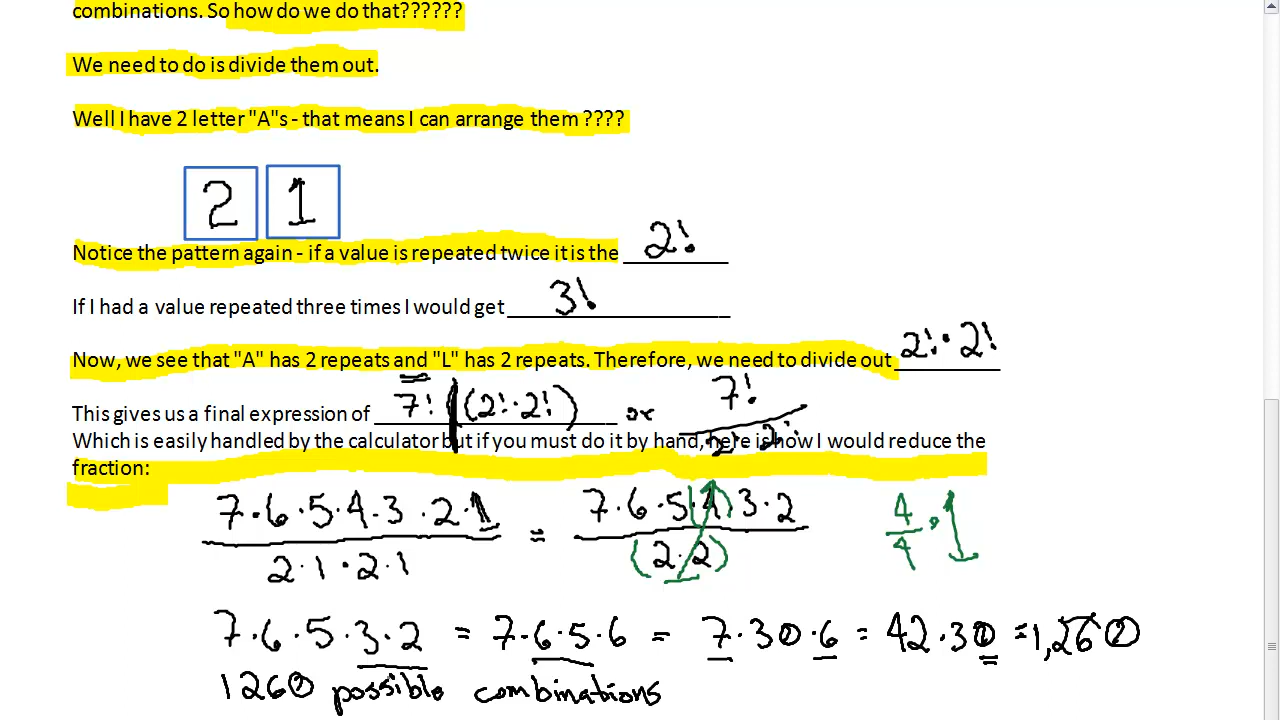 combinations. So how do we do that??????
We need to do is divide them out.
Well I have 2 letter "A"s - that means I can arrange them ????
2 1
Notice the pattern again - if a value is repeated twice it is the 2!
If I had a value repeated three times I would get 3!
Now, we see that "A" has 2 repeats and "L" has 2 repeats. Therefore, we need to divide out 2! · 2!
This gives us a final expression of 7! / (2! · 2!) or 7!
2! · 2!
Which is easily handled by the calculator but if you must do it by hand, here is how I would reduce the
fraction:
7·6·5·4·3·2·1 = 7·6·5·(4)3·2 4/4 · 1
2·1·2·1 (2·2)
7·6·5·3·2 = 7·6·5·6 = 7·30·6 = 42·30 = 1,260
1260 possible combinations